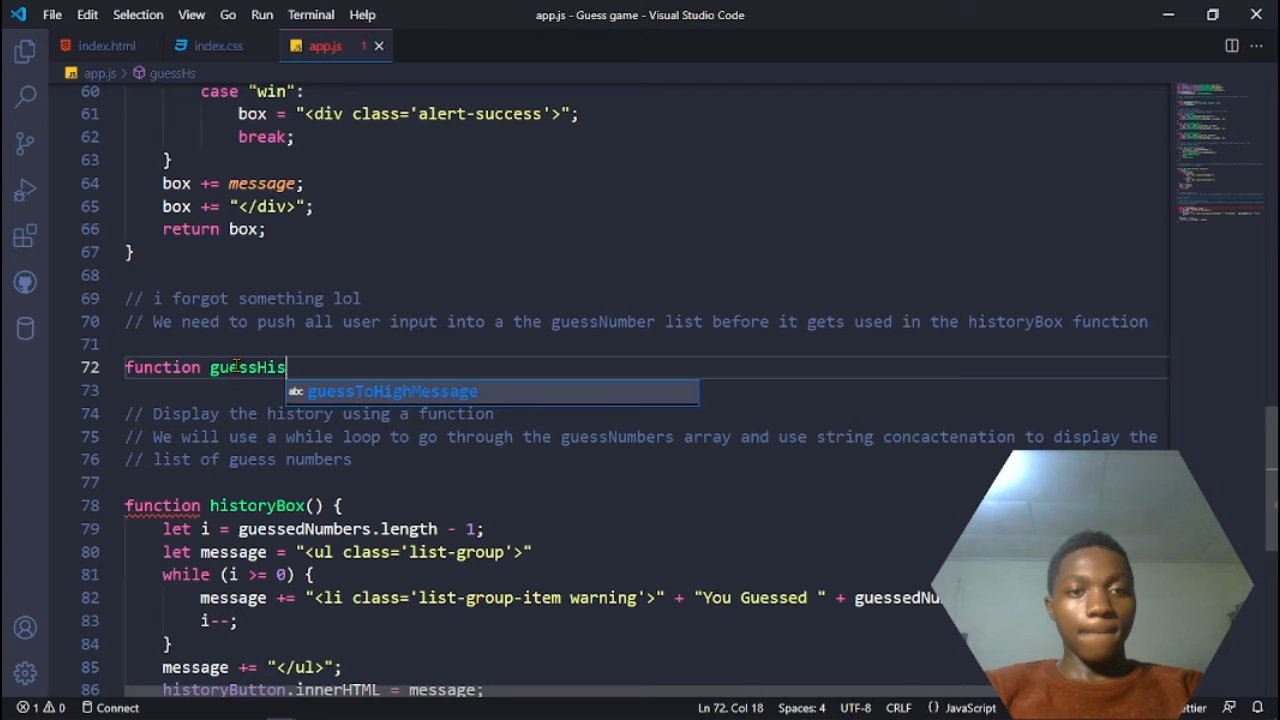 File Edit Selection View Go Run Terminal Help app.js - Guess game - Visual Studio Code
index.html index.css app.js 1
app.js guessHs
60 case "win":
61 box = "<div class='alert-success'>";
62 break;
63 }
64 box += message;
65 box += "</div>";
66 return box;
67 }
68
69 // i forgot something lol
70 // We need to push all user input into a the guessNumber list before it gets used in the historyBox function
71
72 function guessHis
abc guessToHighMessage
73
74 // Display the history using a function
75 // We will use a while loop to go through the guessNumbers array and use string concactenation to display the
76 // list of guess numbers
77
78 function historyBox() {
79 let i = guessedNumbers.length - 1;
80 let message = "<ul class='list-group'>"
81 while (i >= 0) {
82 message += "<li class='list-group-item warning'>" + "You Guessed " +
83 i--;
84 }
85 message += "</ul>";
86 historyButton.innerHTML = message;
1 0 Connect Ln 72, Col 18 Spaces: 4 UTF-8 CRLF {} JavaScript